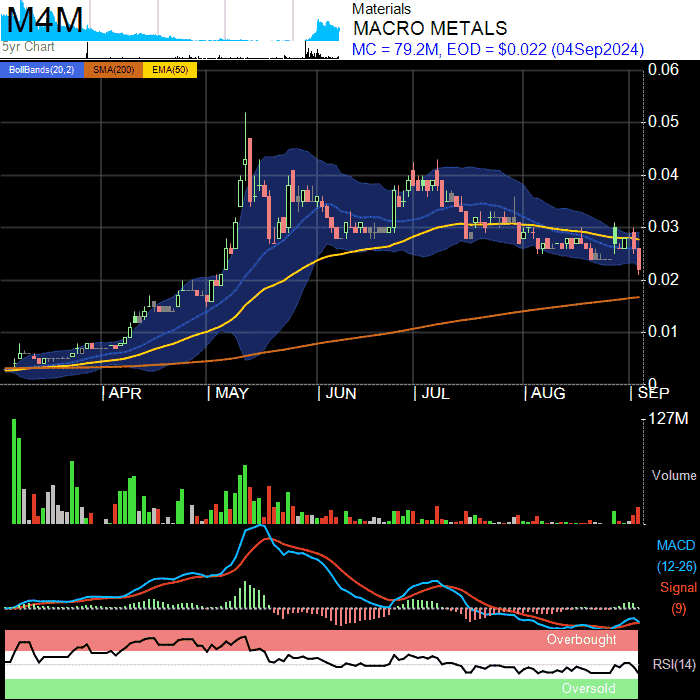 M4M
5yr Chart
Materials
MACRO METALS
MC = 79.2M, EOD = $0.022 (04Sep2024)
BollBands(20,2) SMA(200) EMA(50)
0.06
0.05
0.04
0.03
0.02
0.01
0
APR MAY JUN JUL AUG SEP
127M
Volume
MACD
(12-26)
Signal
(9)
Overbought
RSI(14)
Oversold